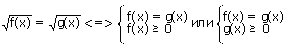 √f(x) = √g(x) <=> { f(x) = g(x) или { f(x) = g(x)
f(x) ≥ 0 g(x) ≥ 0